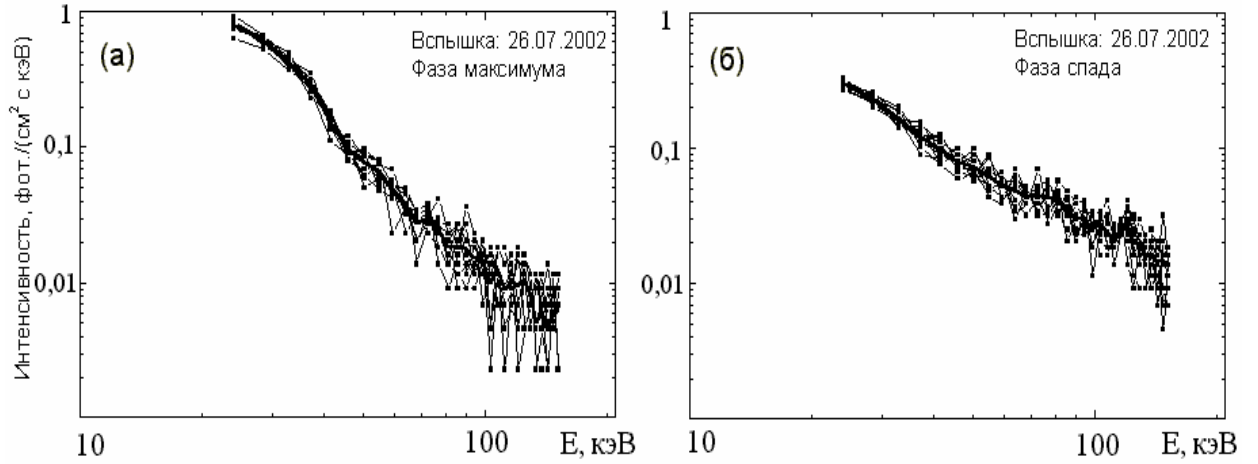 Интенсивность, фот./(см² с кэВ)
1
0,1
0,01
(а)
Вспышка: 26.07.2002
Фаза максимума
10
100
Е, кэВ
1
0,1
0,01
(б)
Вспышка: 26.07.2002
Фаза спада
10
100
Е, кэВ